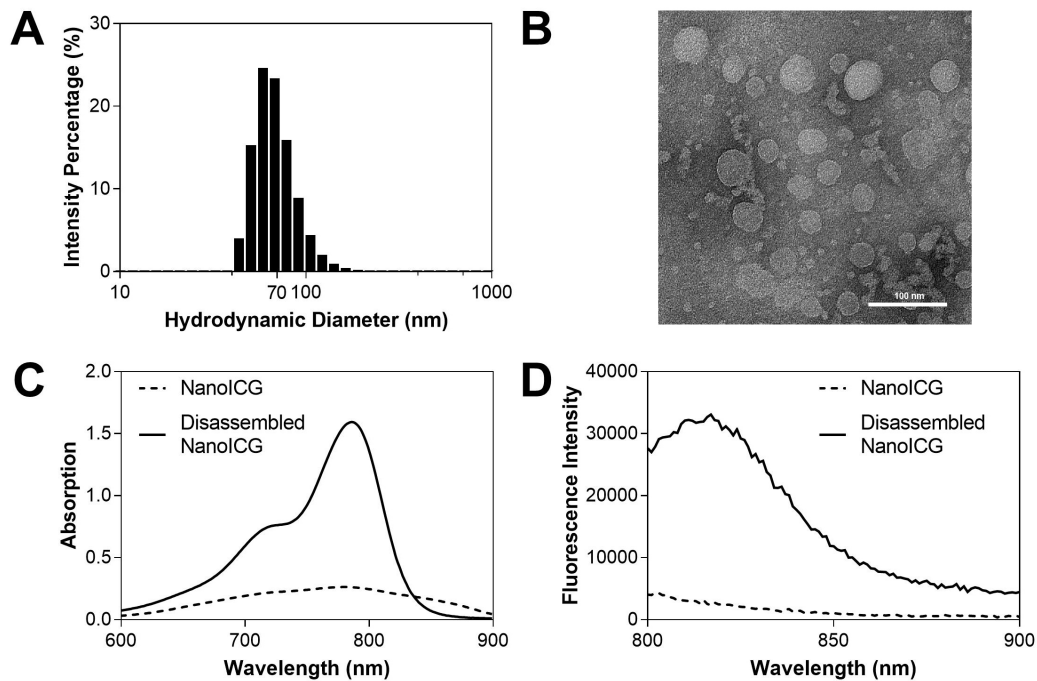 A
Intensity Percentage (%)
30
20
10
0
10
70
100
1000
Hydrodynamic Diameter (nm)
B
100 nm
C
Absorption
2.0
1.5
1.0
0.5
0.0
600
700
800
900
Wavelength (nm)
NanoICG
Disassembled
NanoICG
D
Fluorescence Intensity
40000
30000
20000
10000
0
800
850
900
Wavelength (nm)
NanoICG
Disassembled
NanoICG